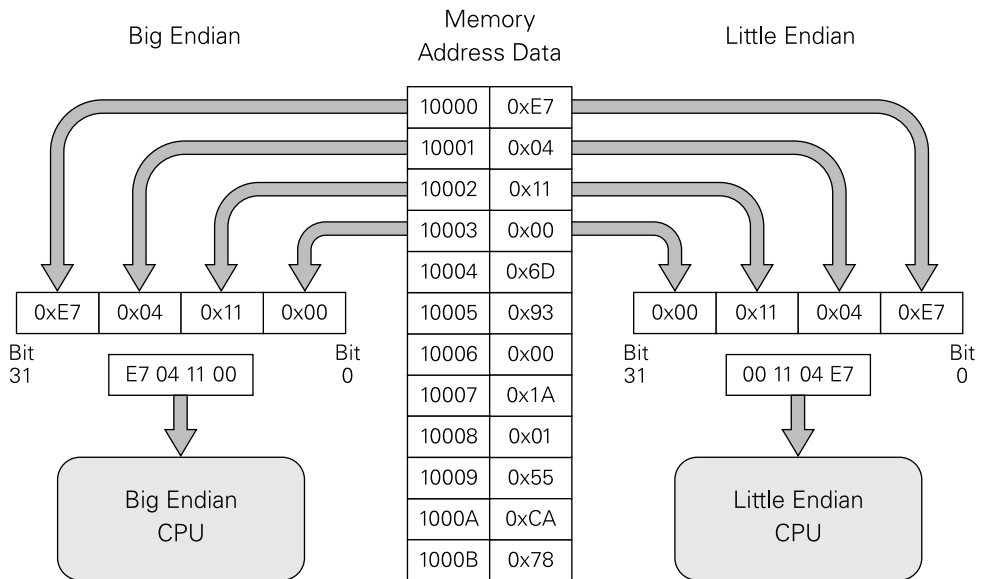 Big Endian
Memory
Address Data
Little Endian
10000 0xE7
10001 0x04
10002 0x11
10003 0x00
10004 0x6D
10005 0x93
10006 0x00
10007 0x1A
10008 0x01
10009 0x55
1000A 0xCA
1000B 0x78
0xE7 0x04 0x11 0x00
Bit
31
Bit
0
E7 04 11 00
Big Endian
CPU
0x00 0x11 0x04 0xE7
Bit
31
Bit
0
00 11 04 E7
Little Endian
CPU